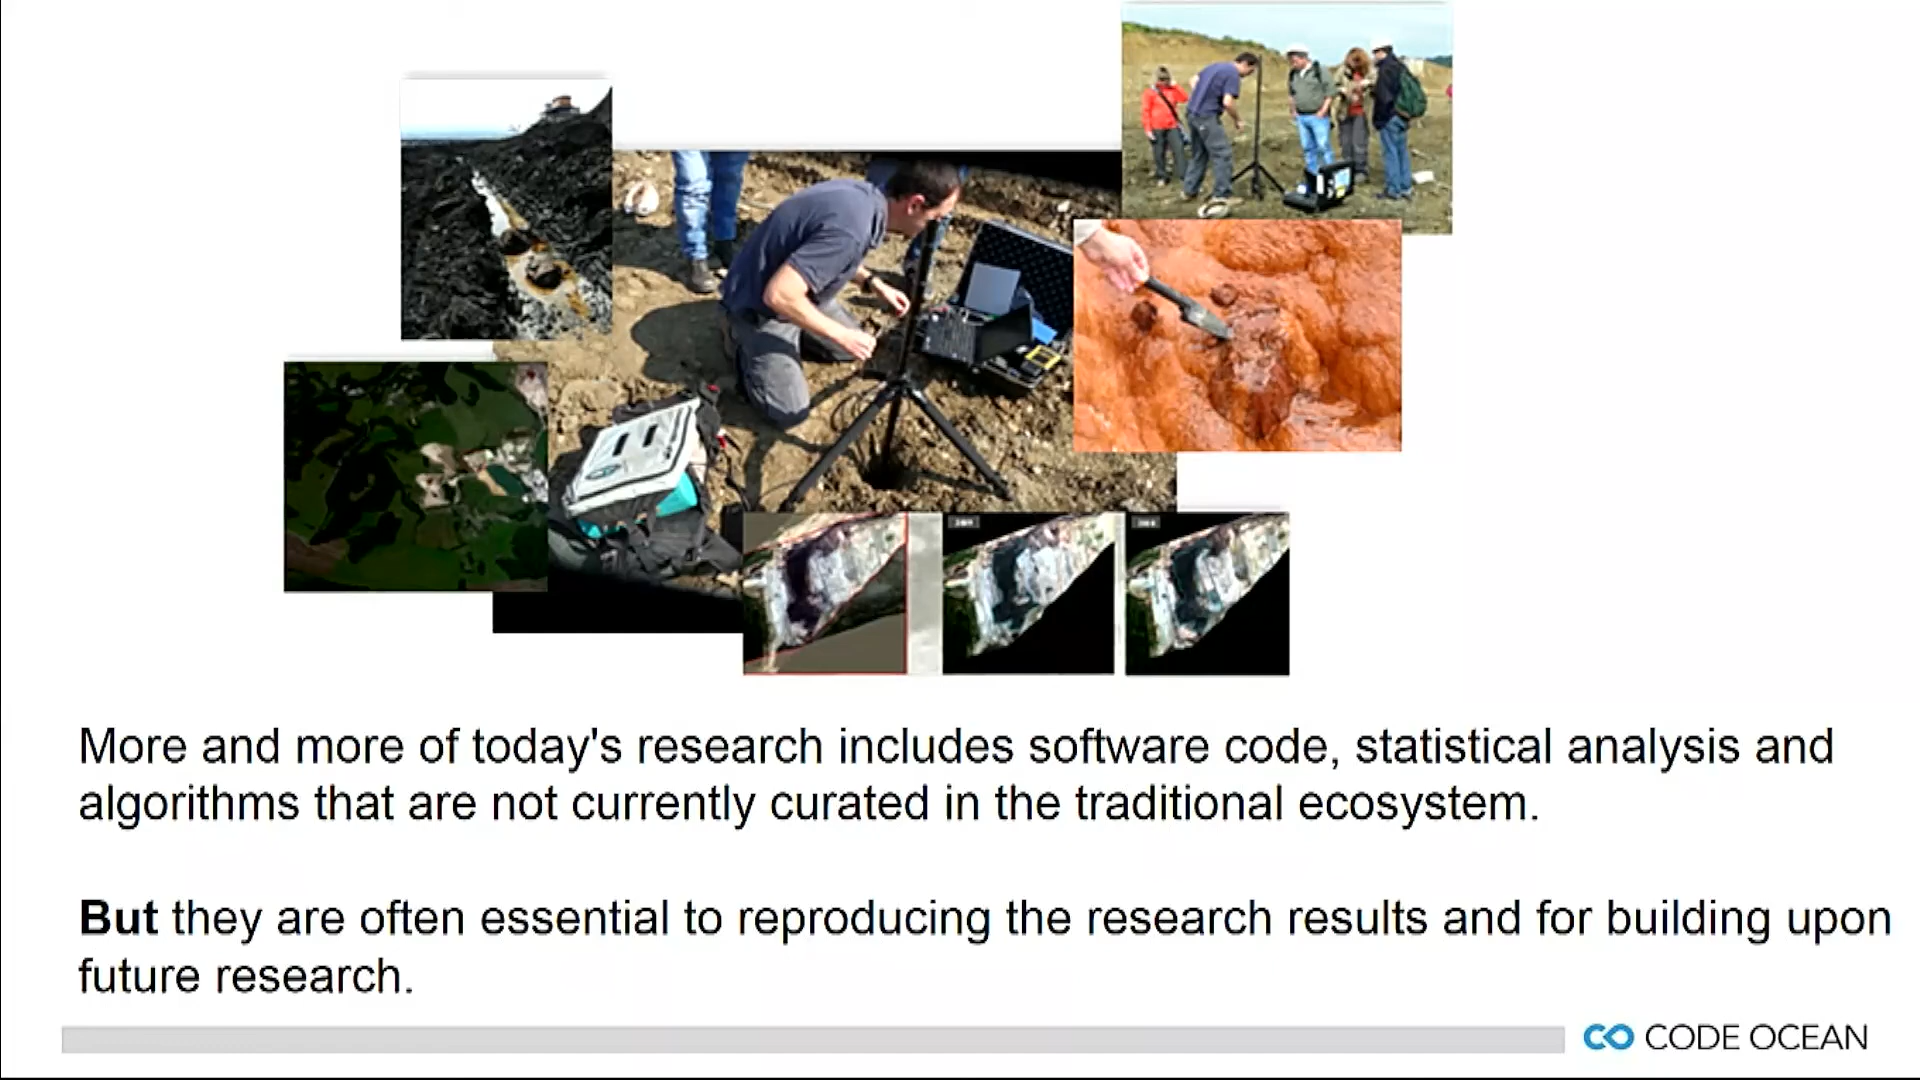 More and more of today's research includes software code, statistical analysis and
algorithms that are not currently curated in the traditional ecosystem.
But they are often essential to reproducing the research results and for building upon
future research.
CODE OCEAN